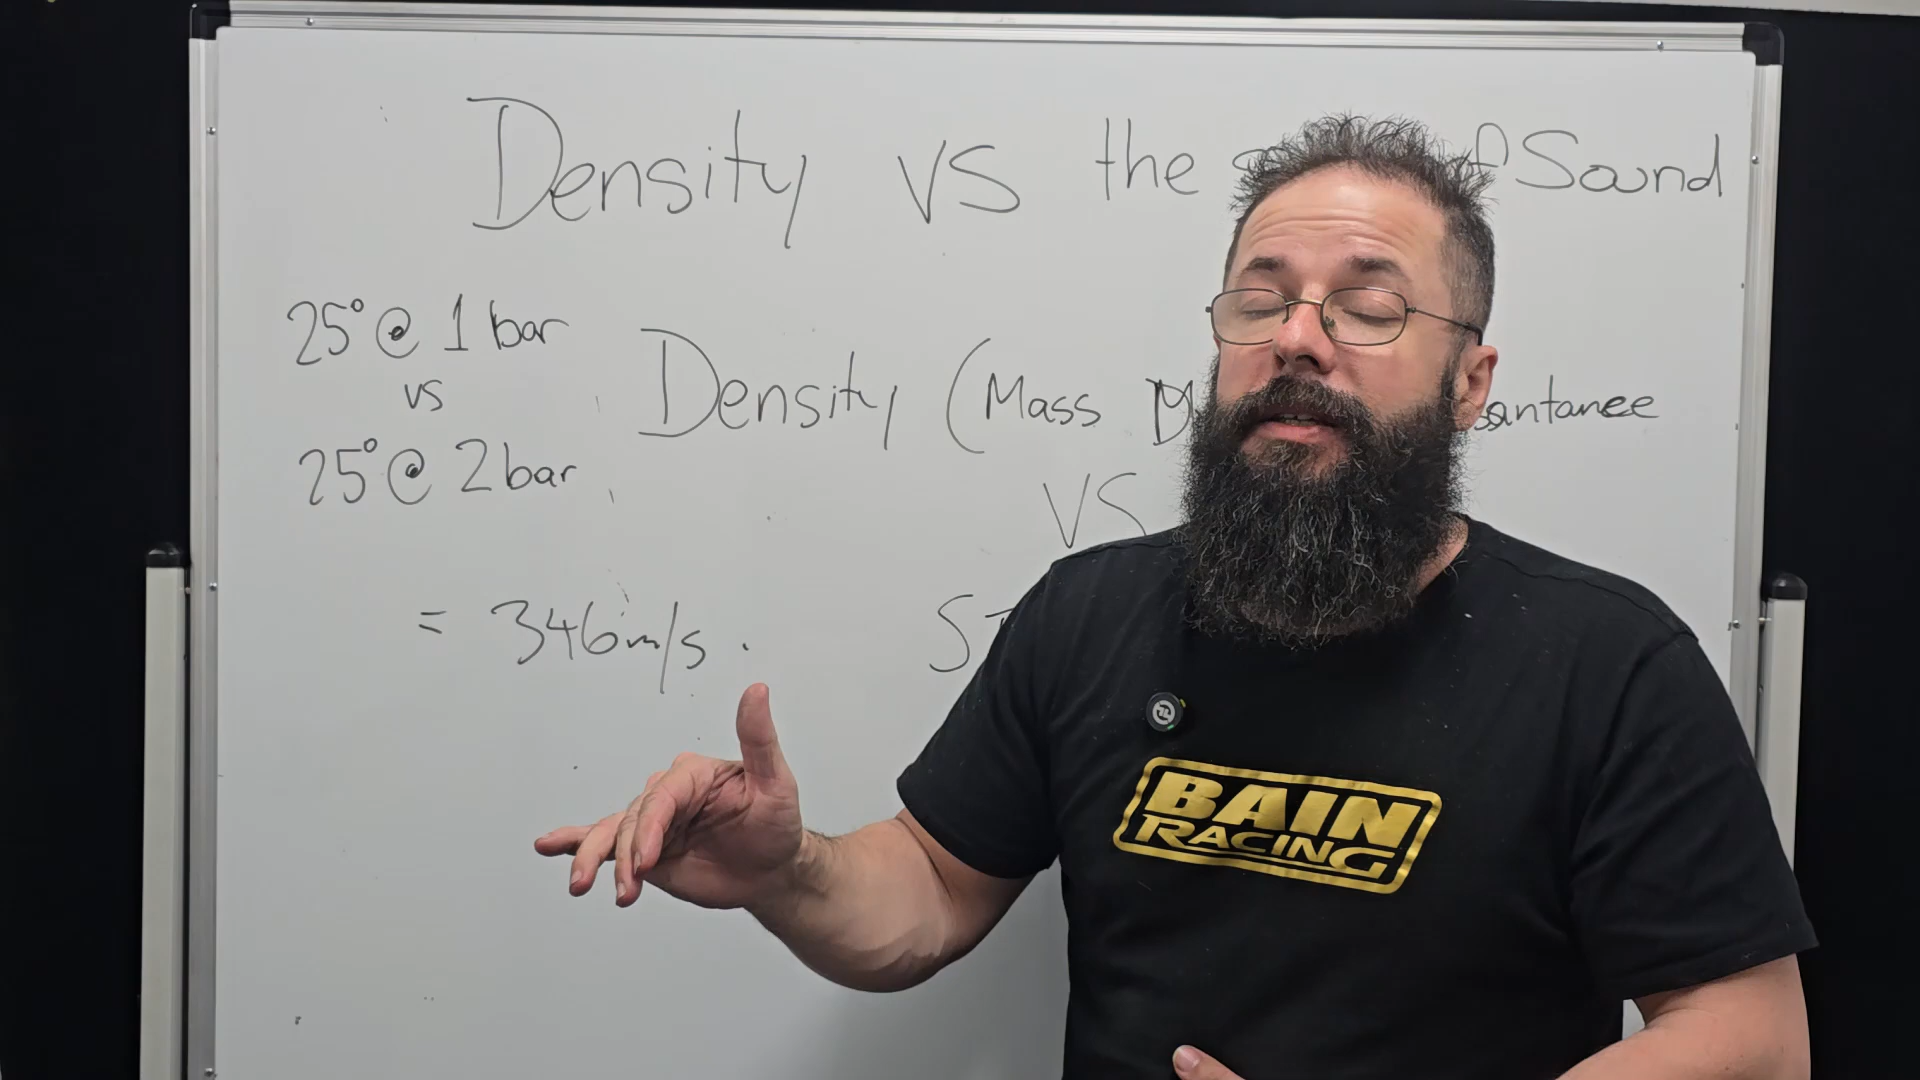 Density vs the of Sound
25° @ 1 bar
vs
25° @ 2 bar
Density (Mass
vs
= 346m/s.
BAIN
RACING